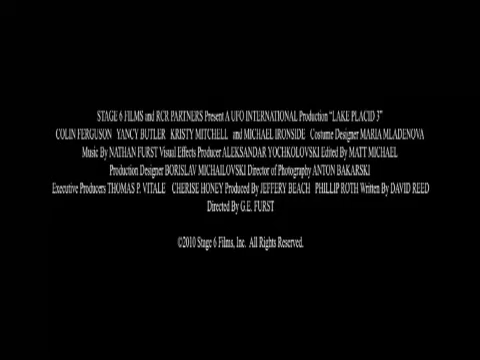 STAGE 6 FILMS and RCR PARTNERS Present A UFO INTERNATIONAL Production "LAKE PLACID 3"
COLIN FERGUSON YANCY BUTLER KRISTY MITCHELL and MICHAEL IRONSIDE Costume Designer MARIA MLADENOVA
Music By NATHAN FURST Visual Effects Producer ALEKSANDAR YOCHKOLOVSKI Edited By MATT MICHAEL
Production Designer BORISLAV MICHAILOVSKI Director of Photography ANTON BAKARSKI
Executive Producers THOMAS P. VITALE CHERISE HONEY Produced By JEFFERY BEACH PHILLIP ROTH Written By DAVID REED
Directed By G.E. FURST
©2010 Stage 6 Films, Inc. All Rights Reserved.